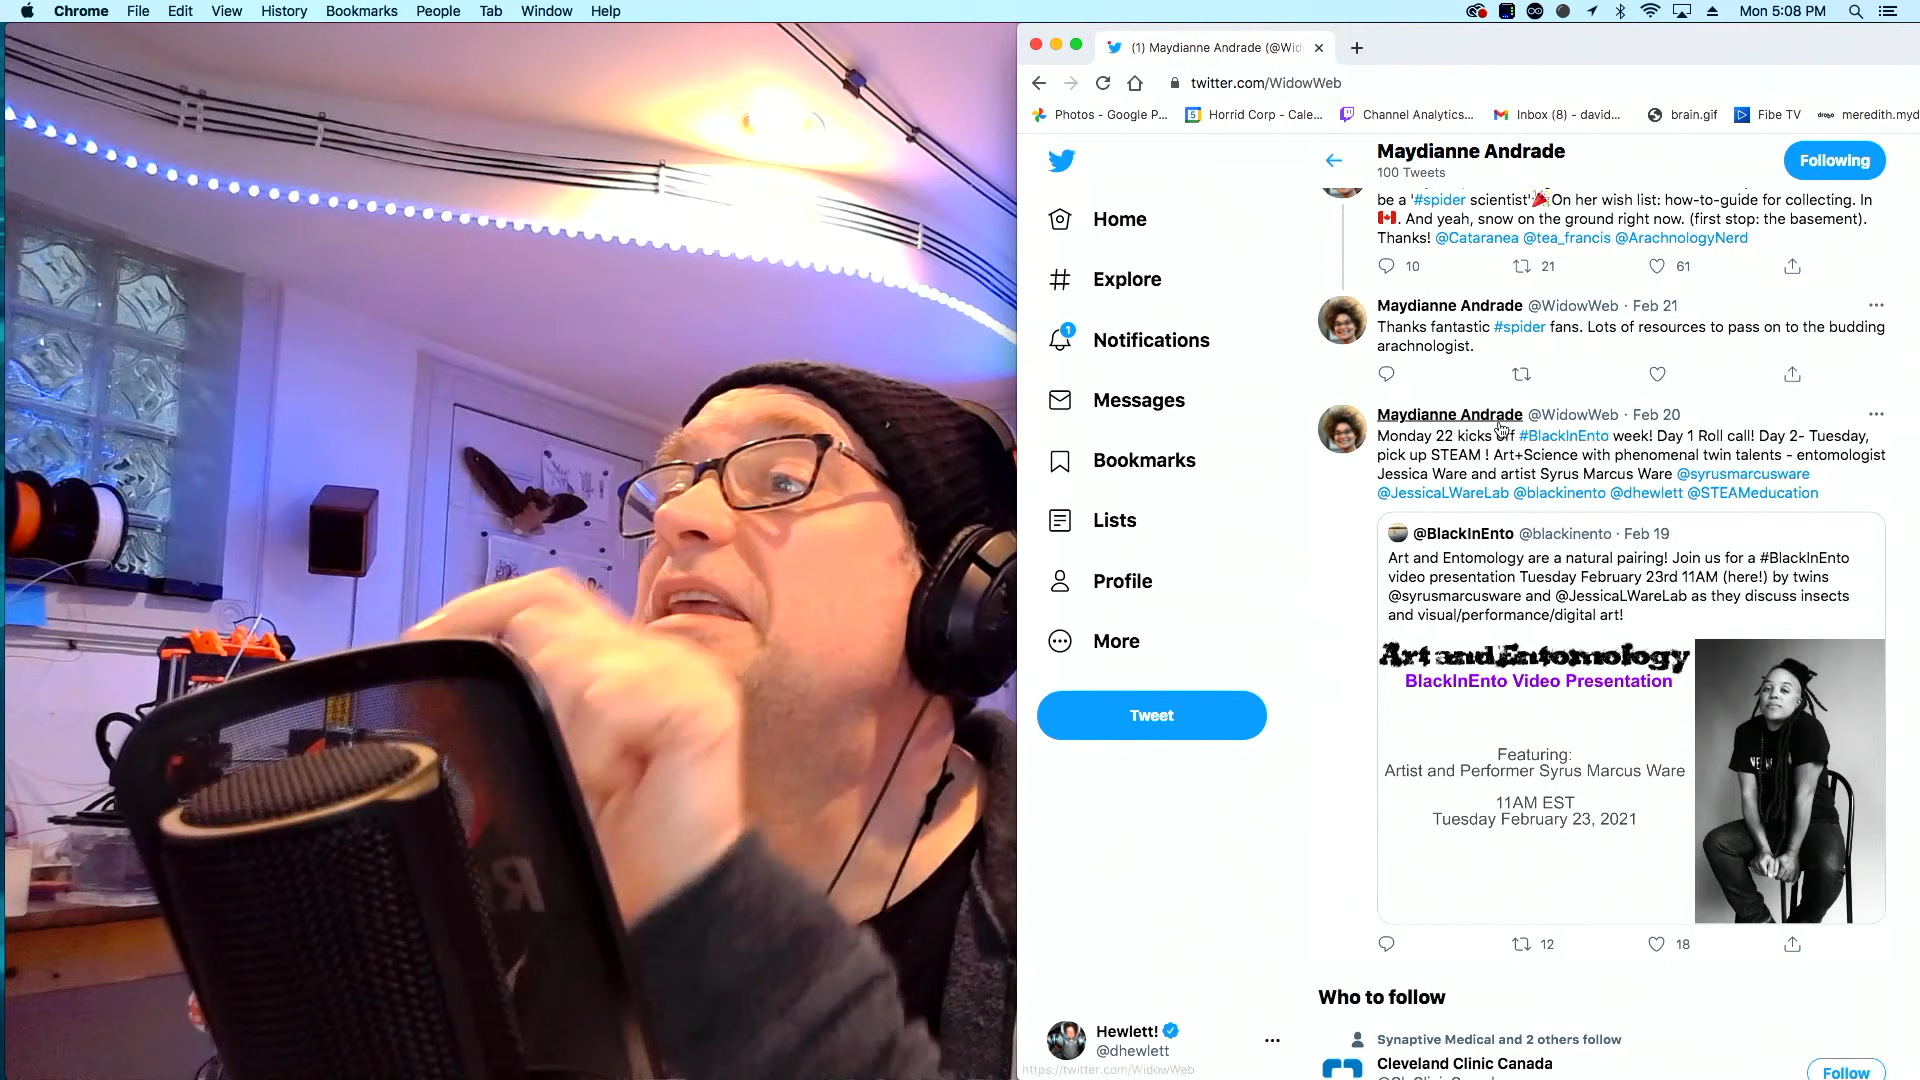 Chrome File Edit View History Bookmarks People Tab Window Help
Mon 5:08 PM
(1) Maydianne Andrade (@Wid
twitter.com/WidowWeb
Photos - Google P... Horrid Corp - Cale... Channel Analytics... Inbox (8) - david... brain.gif Fibe TV meredith.myd
Home
Explore
1
Notifications
Messages
Bookmarks
Lists
Profile
More
Tweet
Hewlett!
@dhewlett
https://twitter.com/WidowWeb
Maydianne Andrade
100 Tweets
Following
be a '#spider scientist'🎉On her wish list: how-to-guide for collecting. In
🇨🇦. And yeah, snow on the ground right now. (first stop: the basement).
Thanks! @Cataranea @tea_francis @ArachnologyNerd
10 21 61
Maydianne Andrade @WidowWeb · Feb 21
Thanks fantastic #spider fans. Lots of resources to pass on to the budding
arachnologist.
Maydianne Andrade @WidowWeb · Feb 20
Monday 22 kicks off #BlackInEnto week! Day 1 Roll call! Day 2- Tuesday,
pick up STEAM ! Art+Science with phenomenal twin talents - entomologist
Jessica Ware and artist Syrus Marcus Ware @syrusmarcusware
@JessicaLWareLab @blackinento @dhewlett @STEAMeducation
@BlackInEnto @blackinento · Feb 19
Art and Entomology are a natural pairing! Join us for a #BlackInEnto
video presentation Tuesday February 23rd 11AM (here!) by twins
@syrusmarcusware and @JessicaLWareLab as they discuss insects
and visual/performance/digital art!
Art and Entomology
BlackInEnto Video Presentation
Featuring:
Artist and Performer Syrus Marcus Ware
11AM EST
Tuesday February 23, 2021
12 18
Who to follow
Synaptive Medical and 2 others follow
Cleveland Clinic Canada
Follow